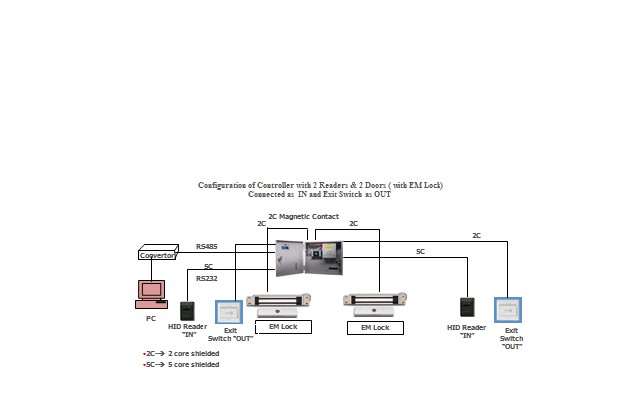 Configuration of Controller with 2 Readers & 2 Doors ( with EM Lock)
Connected as IN and Exit Switch as OUT
2C Magnetic Contact
2C
2C
2C
RS485
Convertor
5C
5C
RS232
PC
HID Reader
"IN"
Exit
Switch "OUT"
EM Lock
EM Lock
HID Reader
"IN"
Exit
Switch
"OUT"
•2C→ 2 core shielded
•5C→ 5 core shielded